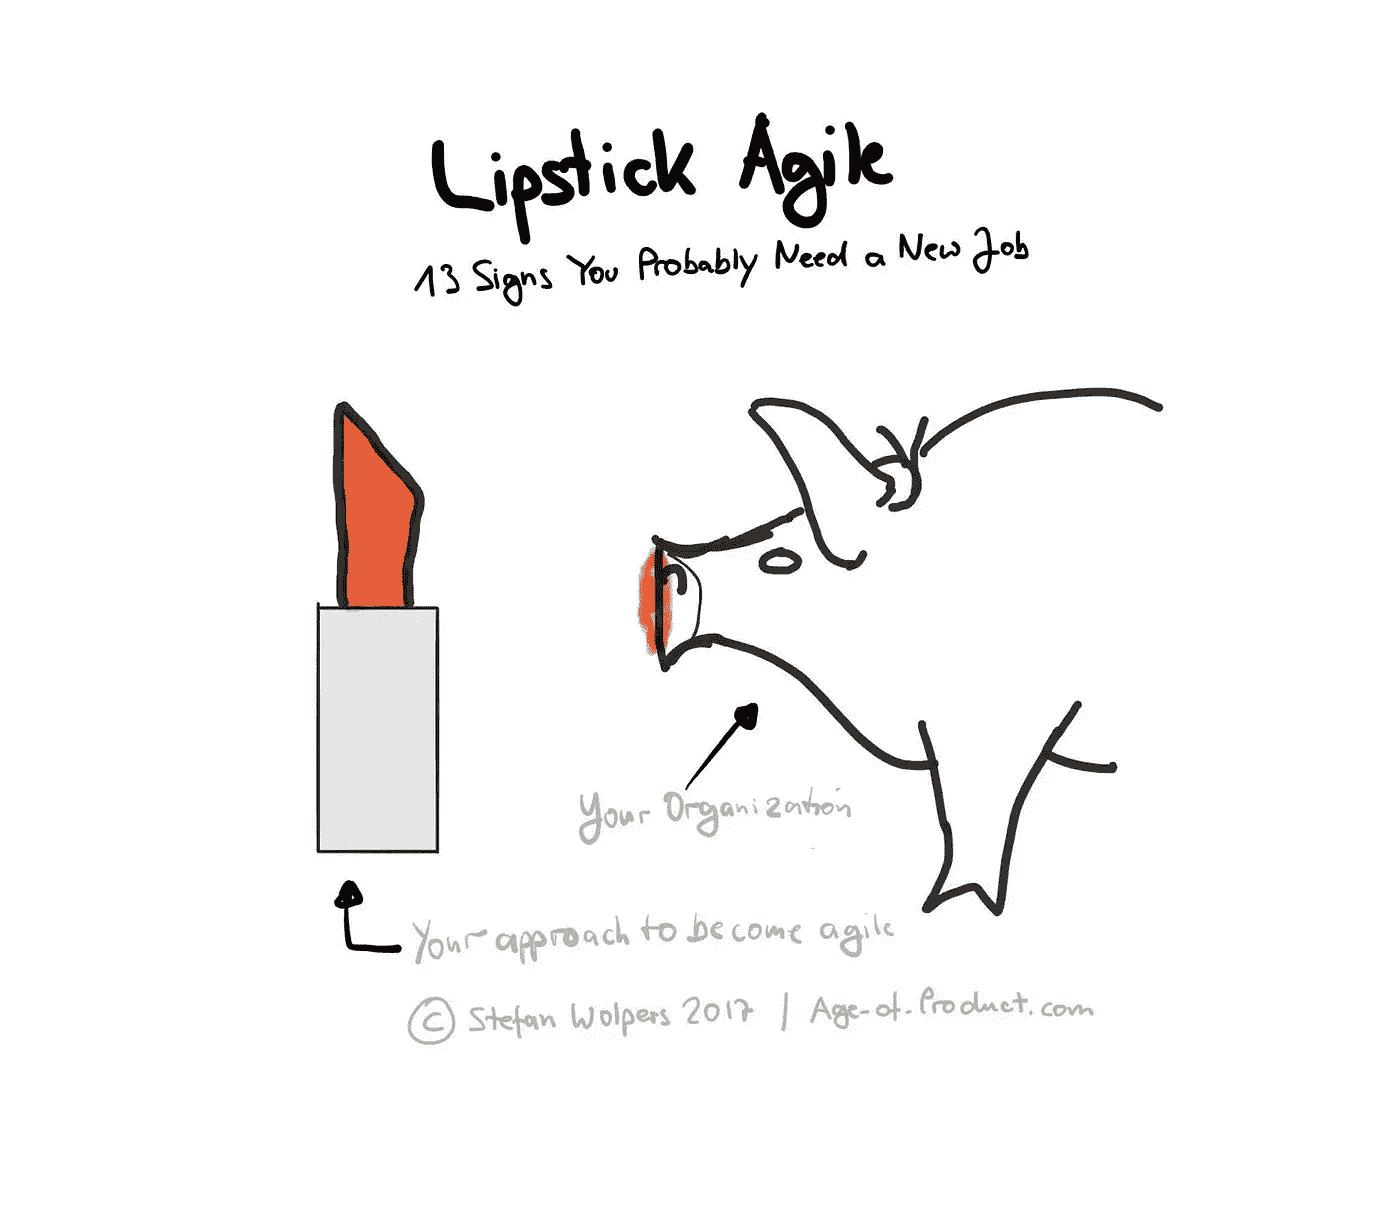 Lipstick Agile
13 Signs You Probably Need a New Job
Your Organization
Your approach to become agile
© Stefan Wolpers 2017 | Age-of-Product.com